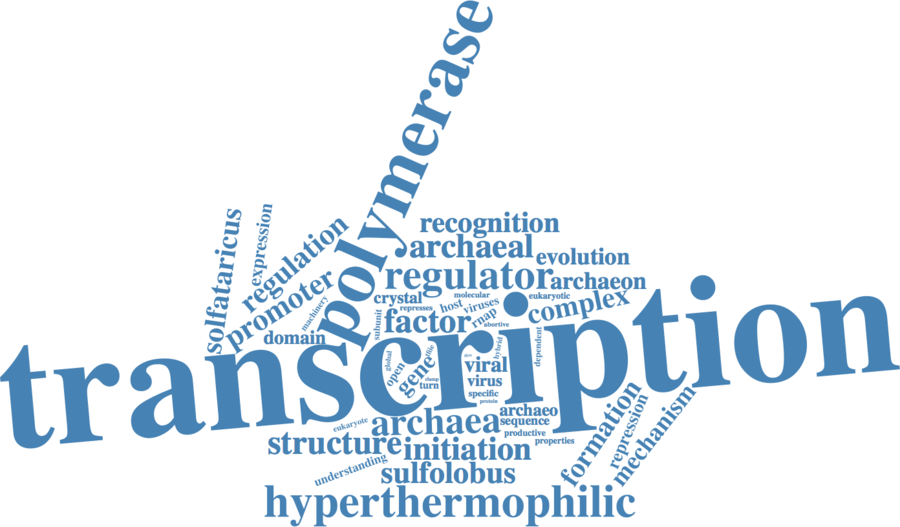 polymerase
recognition
archaeal
evolution
regulator
archaeon
solfataricus
expression
regulation
promoter
machinery
domain
crystal
represses
molecular
host
viruses
rnap
eukaryotic
complex
factor
subunit
abortive
hybrid
dependent
transcription
global
open
gene
file
clamp
turn
viral
virus
specific
protein
archaeo
sequence
productive
properties
eukaryote
archaea
structure
initiation
understanding
sulfolobus
formation
repression
mechanism
hyperthermophilic